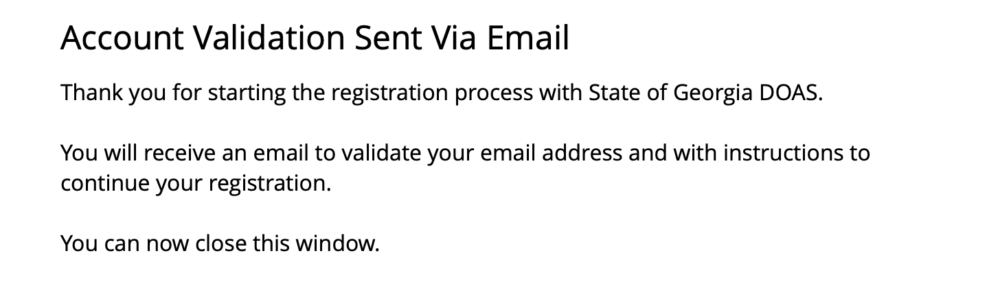 Account Validation Sent Via Email
Thank you for starting the registration process with State of Georgia DOAS.
You will receive an email to validate your email address and with instructions to
continue your registration.
You can now close this window.